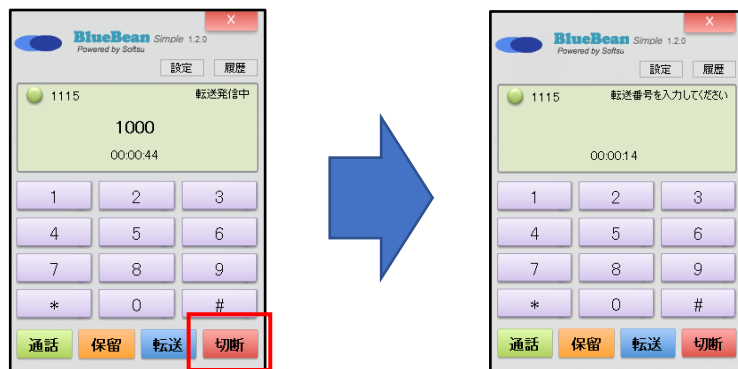 X
BlueBean Simple 1.2.0
Powered by Softsu
設定 履歴
1115 転送発信中
1000
00:00:44
1 2 3
4 5 6
7 8 9
* 0 #
通話 保留 転送 切断
X
BlueBean Simple 1.2.0
Powered by Softsu
設定 履歴
1115 転送番号を入力してください
00:00:14
1 2 3
4 5 6
7 8 9
* 0 #
通話 保留 転送 切断